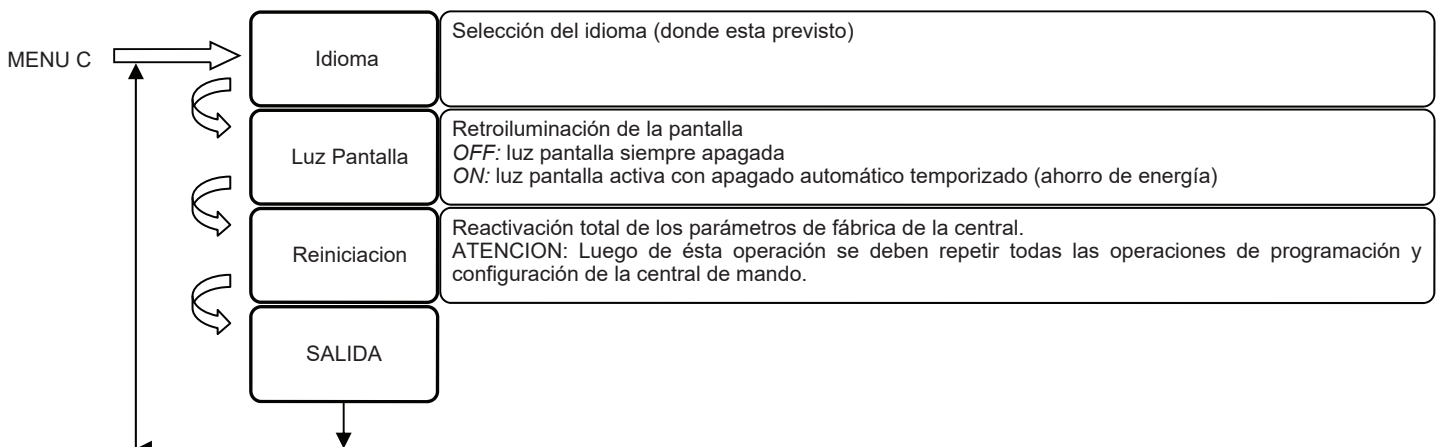 MENU C
Idioma
Selección del idioma (donde esta previsto)
Luz Pantalla
Retroiluminación de la pantalla
OFF: luz pantalla siempre apagada
ON: luz pantalla activa con apagado automático temporizado (ahorro de energía)
Reiniciacion
Reactivación total de los parámetros de fábrica de la central.
ATENCION: Luego de ésta operación se deben repetir todas las operaciones de programación y
configuración de la central de mando.
SALIDA